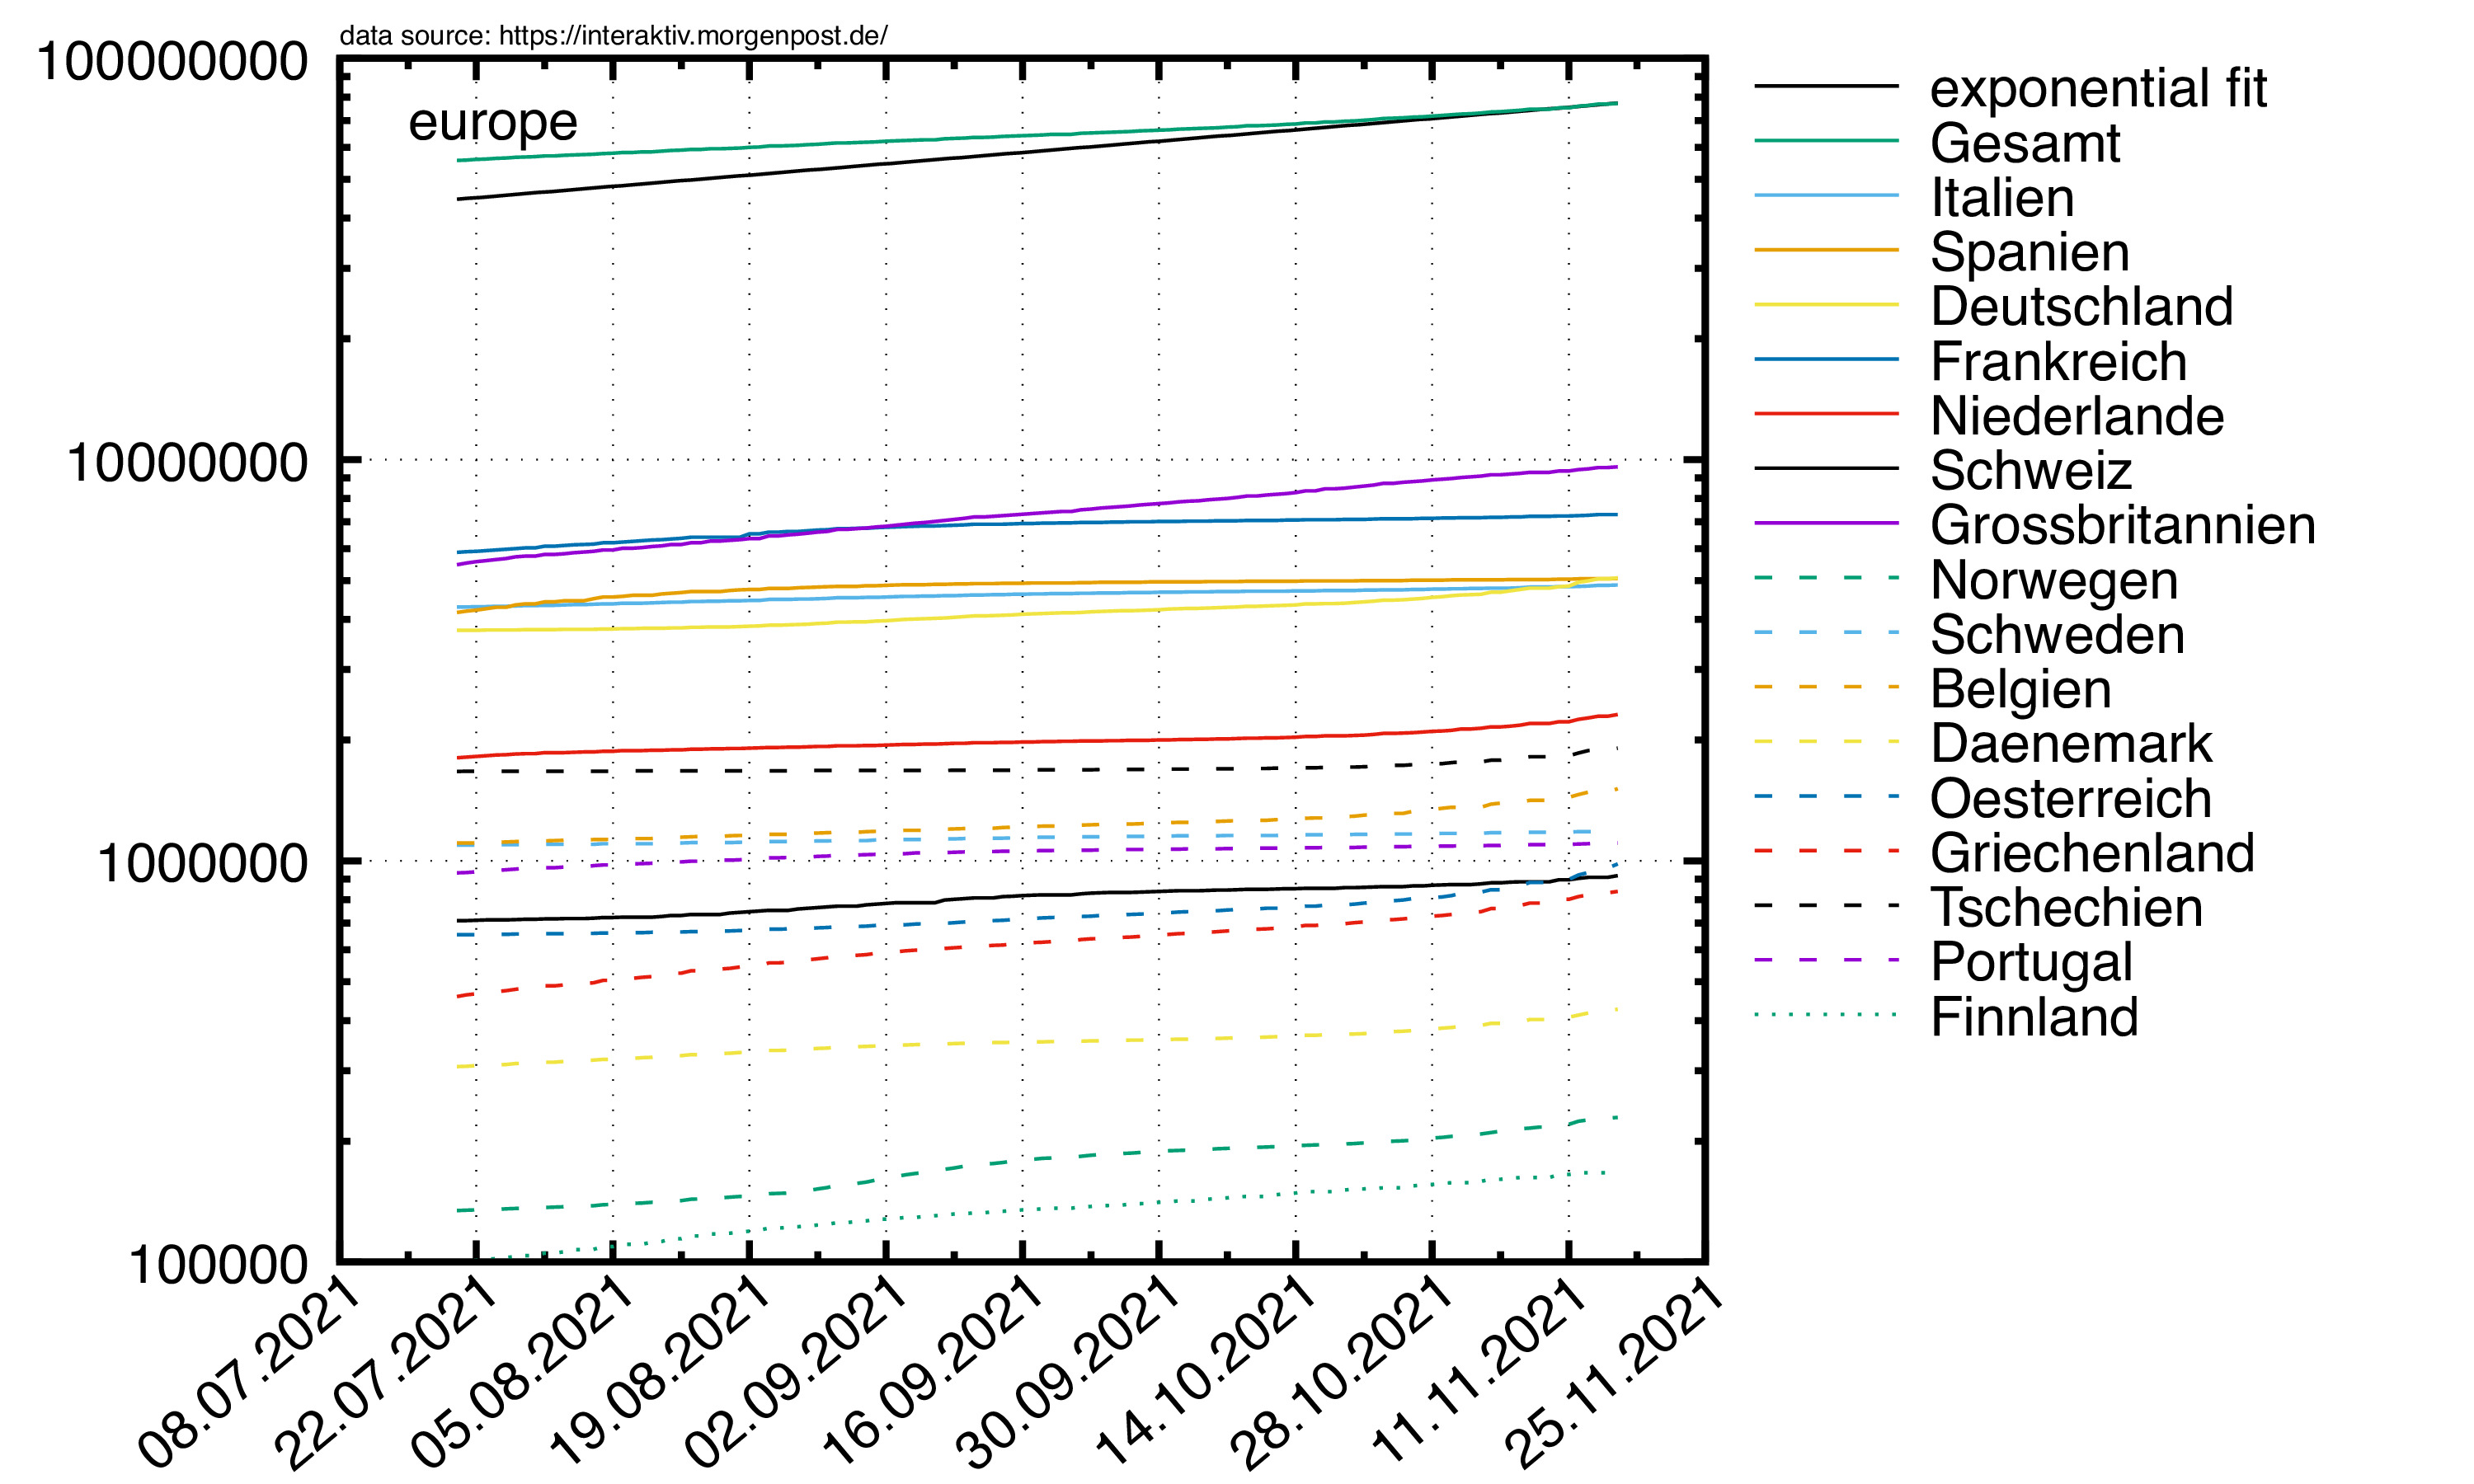 data source: https://interaktiv.morgenpost.de/
europe
100000000
10000000
1000000
100000
08.07.2021
22.07.2021
05.08.2021
19.08.2021
02.09.2021
16.09.2021
30.09.2021
14.10.2021
28.10.2021
11.11.2021
25.11.2021
exponential fit
Gesamt
Italien
Spanien
Deutschland
Frankreich
Niederlande
Schweiz
Grossbritannien
Norwegen
Schweden
Belgien
Daenemark
Oesterreich
Griechenland
Tschechien
Portugal
Finnland